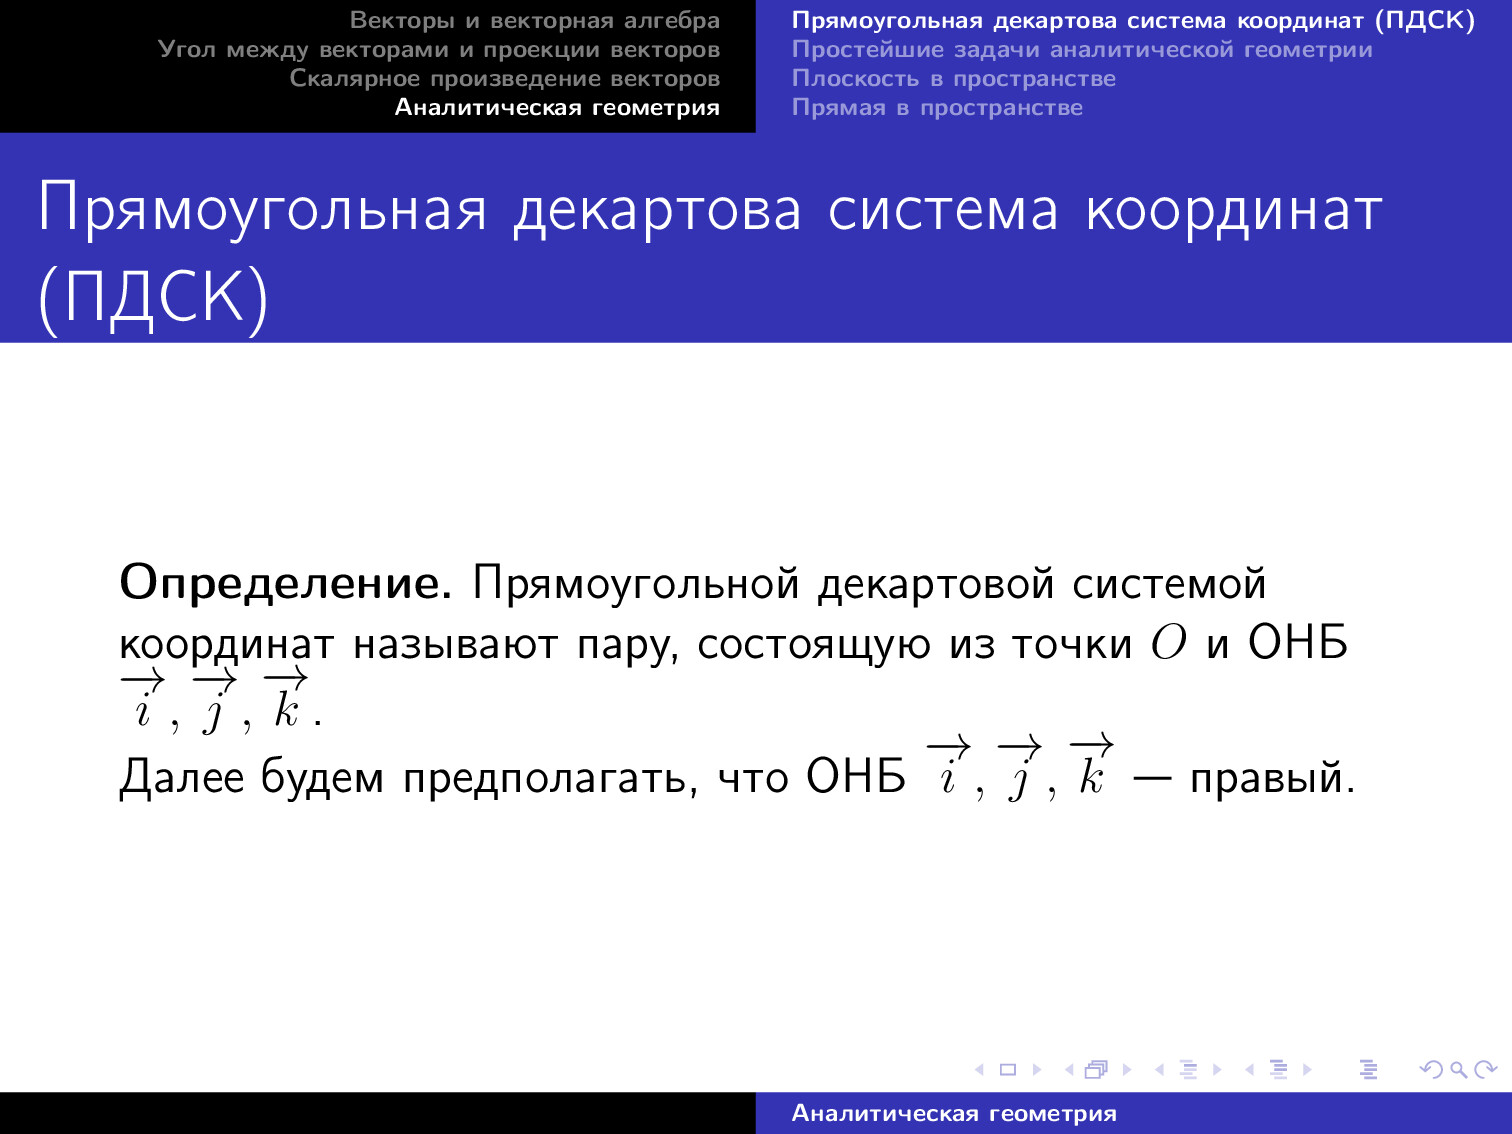 Векторы и векторная алгебра
Угол между векторами и проекции векторов
Скалярное произведение векторов
Аналитическая геометрия
Прямоугольная декартова система координат (ПДСК)
Простейшие задачи аналитической геометрии
Плоскость в пространстве
Прямая в пространстве
Прямоугольная декартова система координат
(ПДСК)
Определение. Прямоугольной декартовой системой
координат называют пару, состоящую из точки O и ОНБ
$\overrightarrow{i}, \overrightarrow{j}, \overrightarrow{k}$.
Далее будем предполагать, что ОНБ $\overrightarrow{i}, \overrightarrow{j}, \overrightarrow{k}$ — правый.
Аналитическая геометрия